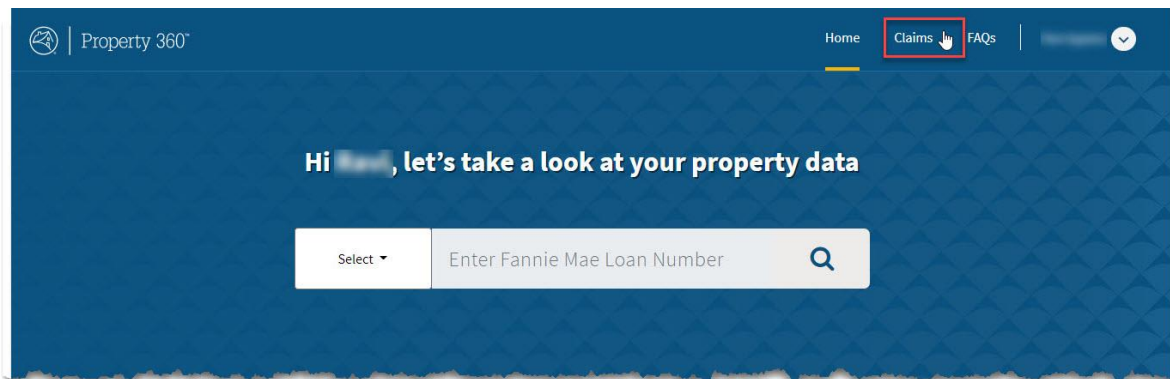 Property 360™
Home Claims FAQs
Hi , let's take a look at your property data
Select Enter Fannie Mae Loan Number